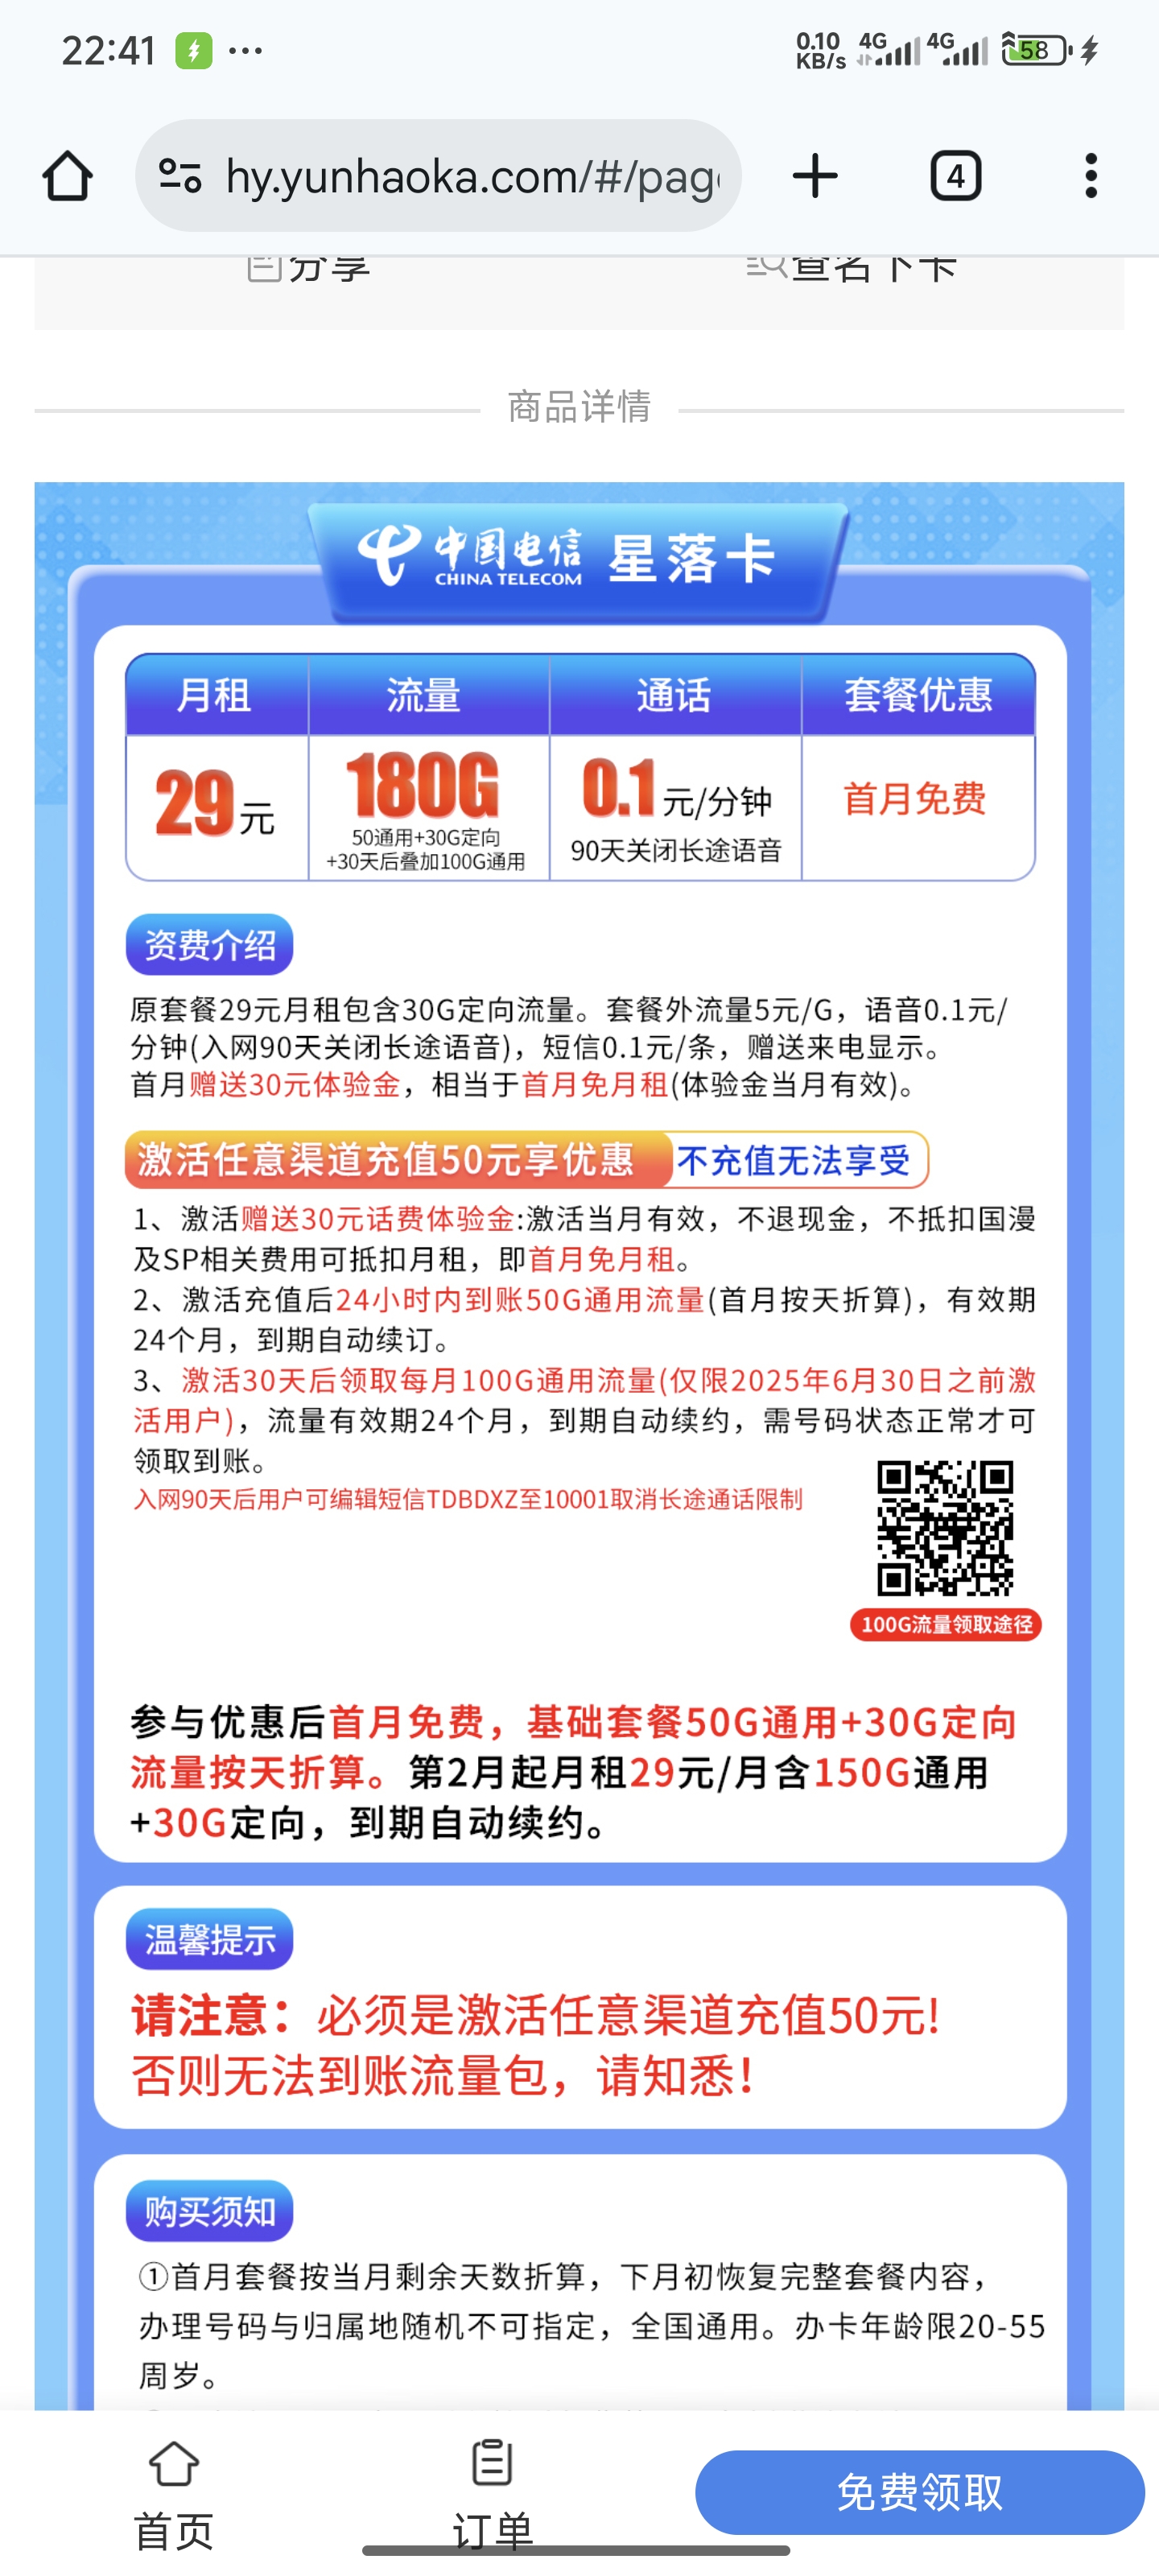 22:41
0.10 KB/s 4G 4G 58
hy.yunhaoka.com/#/page
4
分享
商品详情
中国电信 星落卡
CHINA TELECOM
月租 流量 通话 套餐优惠
29元 180G 0.1元/分钟 首月免费
50通用+30G定向
+30天后叠加100G通用
90天关闭长途语音
资费介绍
原套餐29元月租包含30G定向流量。套餐外流量5元/G，语音0.1元/
分钟(入网90天关闭长途语音)，短信0.1元/条，赠送来电显示。
首月赠送30元体验金，相当于首月免月租(体验金当月有效)。
激活任意渠道充值50元享优惠 不充值无法享受
1、激活赠送30元话费体验金:激活当月有效，不退现金，不抵扣国漫
及SP相关费用可抵扣月租，即首月免月租。
2、激活充值后24小时内到账50G通用流量(首月按天折算)，有效期
24个月，到期自动续订。
3、激活30天后领取每月100G通用流量(仅限2025年6月30日之前激
活用户)，流量有效期24个月，到期自动续约，需号码状态正常才可
领取到账。
入网90天后用户可编辑短信TDBDXZ至10001取消长途通话限制
100G流量领取途径
参与优惠后首月免费，基础套餐50G通用+30G定向
流量按天折算。第2月起月租29元/月含150G通用
+30G定向，到期自动续约。
温馨提示
请注意：必须是激活任意渠道充值50元!
否则无法到账流量包，请知悉!
购买须知
①首月套餐按当月剩余天数折算，下月初恢复完整套餐内容，
办理号码与归属地随机不可指定，全国通用。办卡年龄限20-55
周岁。
首页
订单
免费领取